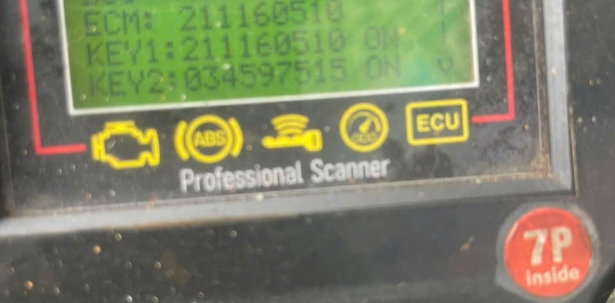 ECM: 211160510
KEY1:211160510 ON
KEY2:034597515 ON
ABS
ECU
Professional Scanner
7P
inside